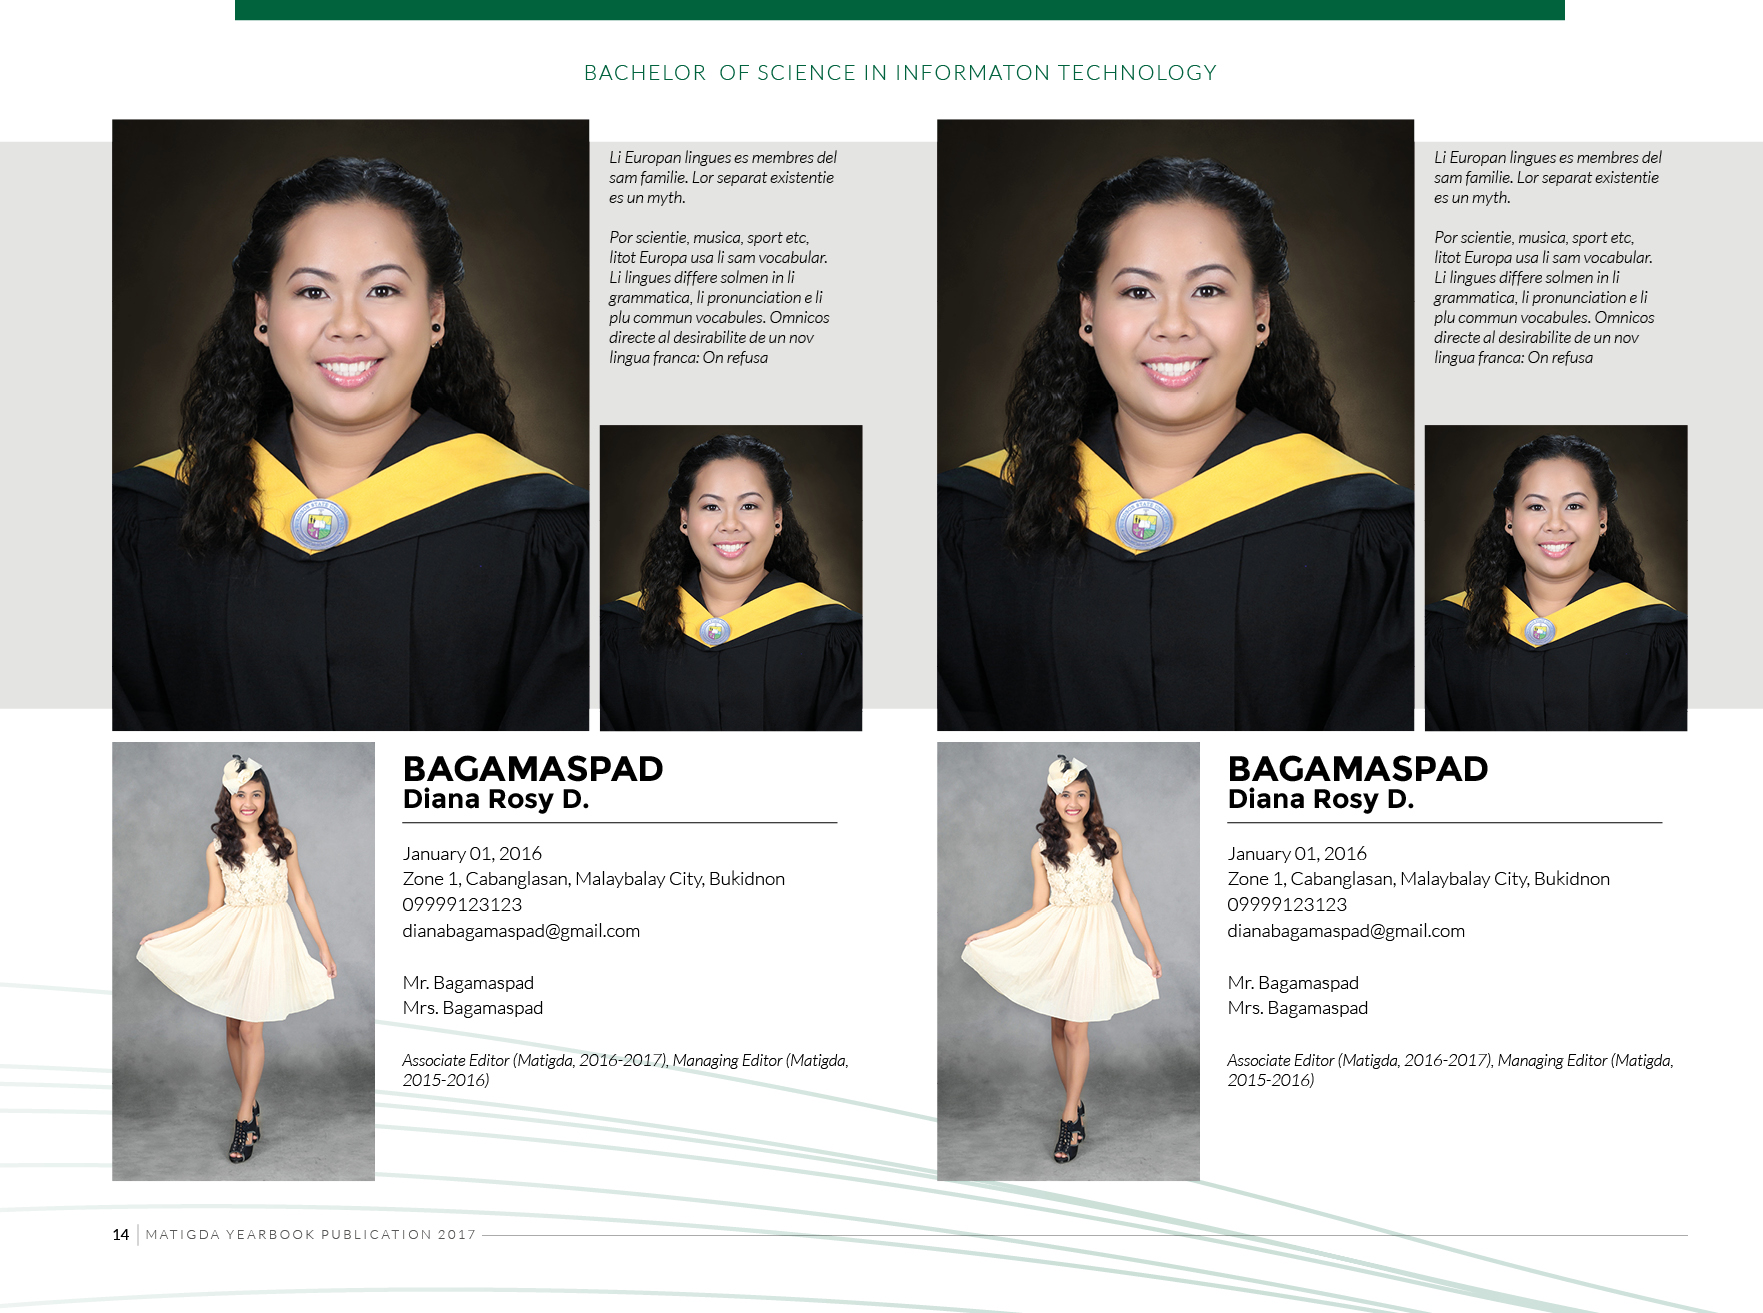 BACHELOR OF SCIENCE IN INFORMATON TECHNOLOGY
Li Europan lingues es membres del
sam familie. Lor separat existentie
es un myth.
Por scientie, musica, sport etc,
litot Europa usa li sam vocabular.
Li lingues differe solmen in li
grammatica, li pronunciation e li
plu commun vocabules. Omnicos
directe al desirabilite de un nov
lingua franca: On refusa
BAGAMASPAD
Diana Rosy D.
January 01, 2016
Zone 1, Cabanglasan, Malaybalay City, Bukidnon
09999123123
dianabagamaspad@gmail.com
Mr. Bagamaspad
Mrs. Bagamaspad
Associate Editor (Matigda, 2016-2017), Managing Editor (Matigda,
2015-2016)
Li Europan lingues es membres del
sam familie. Lor separat existentie
es un myth.
Por scientie, musica, sport etc,
litot Europa usa li sam vocabular.
Li lingues differe solmen in li
grammatica, li pronunciation e li
plu commun vocabules. Omnicos
directe al desirabilite de un nov
lingua franca: On refusa
BAGAMASPAD
Diana Rosy D.
January 01, 2016
Zone 1, Cabanglasan, Malaybalay City, Bukidnon
09999123123
dianabagamaspad@gmail.com
Mr. Bagamaspad
Mrs. Bagamaspad
Associate Editor (Matigda, 2016-2017), Managing Editor (Matigda,
2015-2016)
14 MATIGDA YEARBOOK PUBLICATION 2017